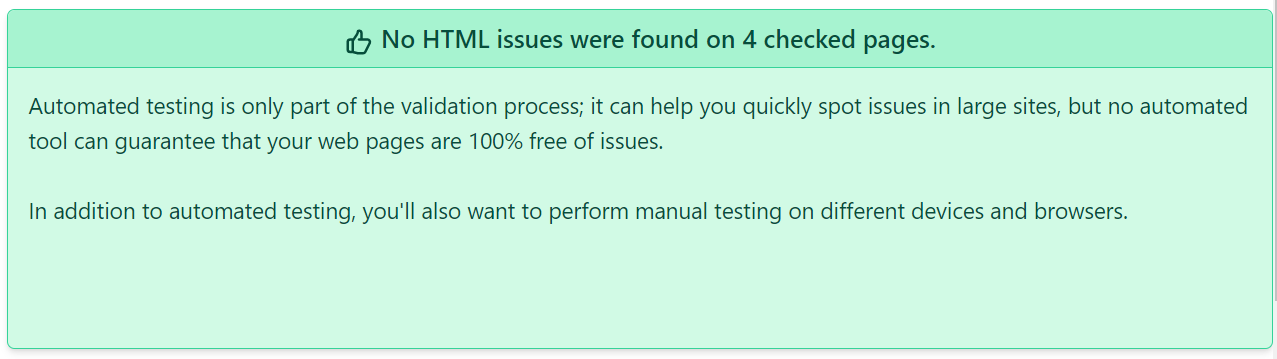 No HTML issues were found on 4 checked pages.
Automated testing is only part of the validation process; it can help you quickly spot issues in large sites, but no automated
tool can guarantee that your web pages are 100% free of issues.
In addition to automated testing, you'll also want to perform manual testing on different devices and browsers.